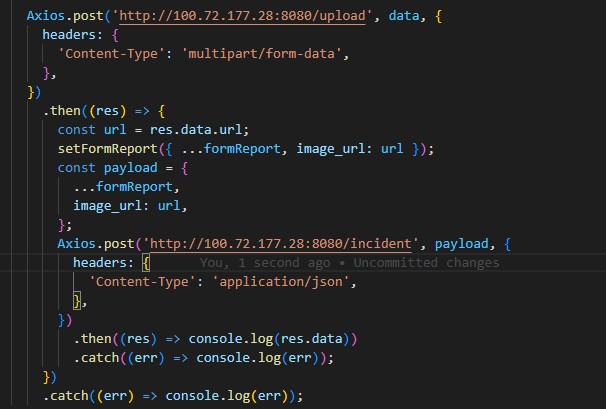 Axios.post('http://100.72.177.28:8080/upload', data, {
  headers: {
    'Content-Type': 'multipart/form-data',
  },
})
  .then((res) => {
    const url = res.data.url;
    setFormReport({ ...formReport, image_url: url });
    const payload = {
      ...formReport,
      image_url: url,
    };
    Axios.post('http://100.72.177.28:8080/incident', payload, {
      headers: {        You, 1 second ago • Uncommitted changes
        'Content-Type': 'application/json',
      },
    })
      .then((res) => console.log(res.data))
      .catch((err) => console.log(err));
  })
  .catch((err) => console.log(err));